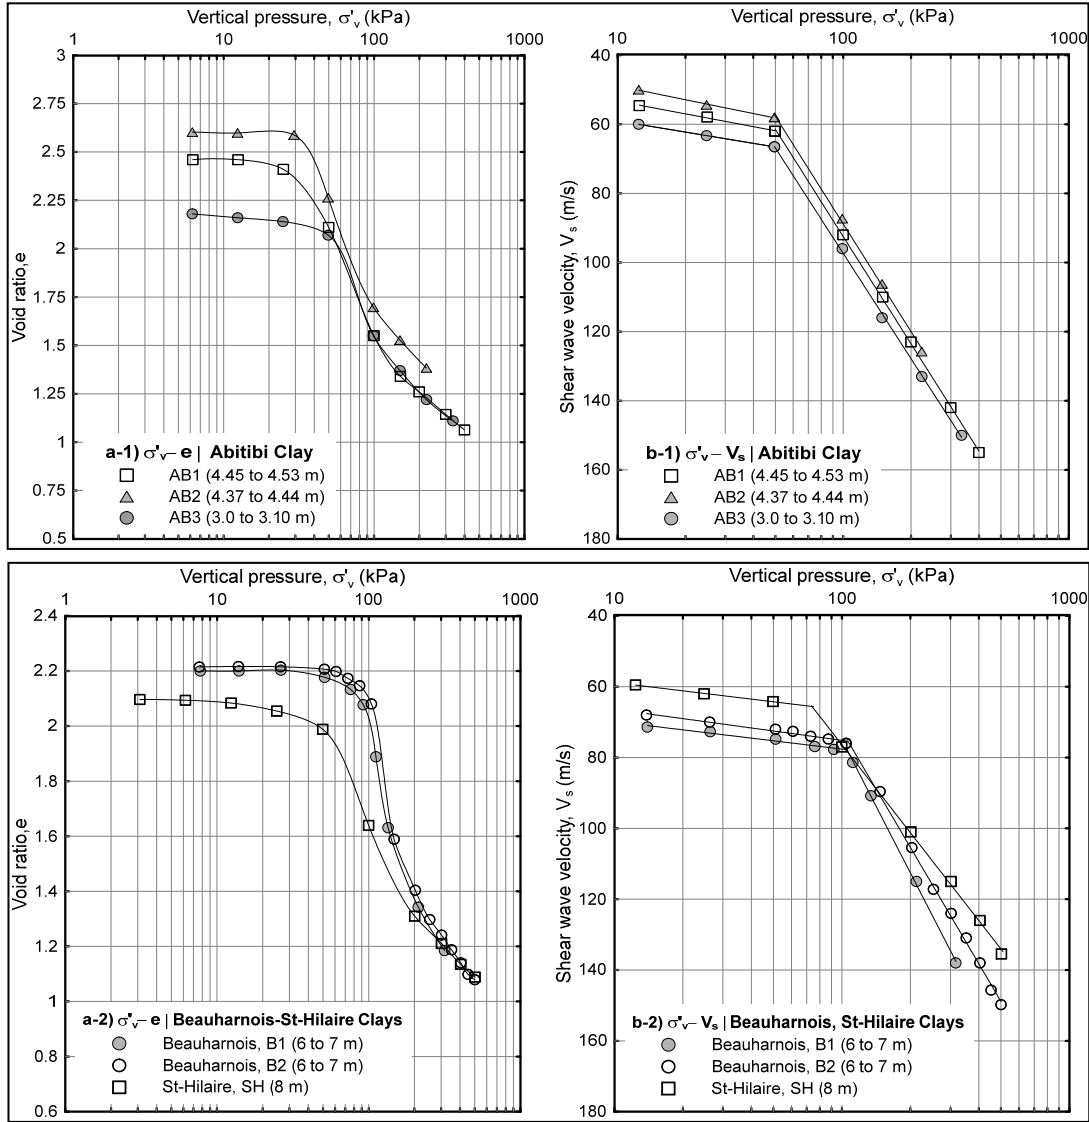 Vertical pressure, σ'v (kPa)
1 10 100 1000
3
2.75
2.5
2.25
2
1.75
1.5
1.25
1
0.75
0.5
Void ratio,e
a-1) σ'v– e | Abitibi Clay
AB1 (4.45 to 4.53 m)
AB2 (4.37 to 4.44 m)
AB3 (3.0 to 3.10 m)
Vertical pressure, σ'v (kPa)
10 100 1000
40
60
80
100
120
140
160
180
Shear wave velocity, Vs (m/s)
b-1) σ'v– Vs | Abitibi Clay
AB1 (4.45 to 4.53 m)
AB2 (4.37 to 4.44 m)
AB3 (3.0 to 3.10 m)
Vertical pressure, σ'v (kPa)
1 10 100 1000
2.4
2.2
2
1.8
1.6
1.4
1.2
1
0.8
0.6
Void ratio,e
a-2) σ'v– e | Beauharnois-St-Hilaire Clays
Beauharnois, B1 (6 to 7 m)
Beauharnois, B2 (6 to 7 m)
St-Hilaire, SH (8 m)
Vertical pressure, σ'v (kPa)
10 100 1000
40
60
80
100
120
140
160
180
Shear wave velocity, Vs (m/s)
b-2) σ'v– Vs | Beauharnois, St-Hilaire Clays
Beauharnois, B1 (6 to 7 m)
Beauharnois, B2 (6 to 7 m)
St-Hilaire, SH (8 m)